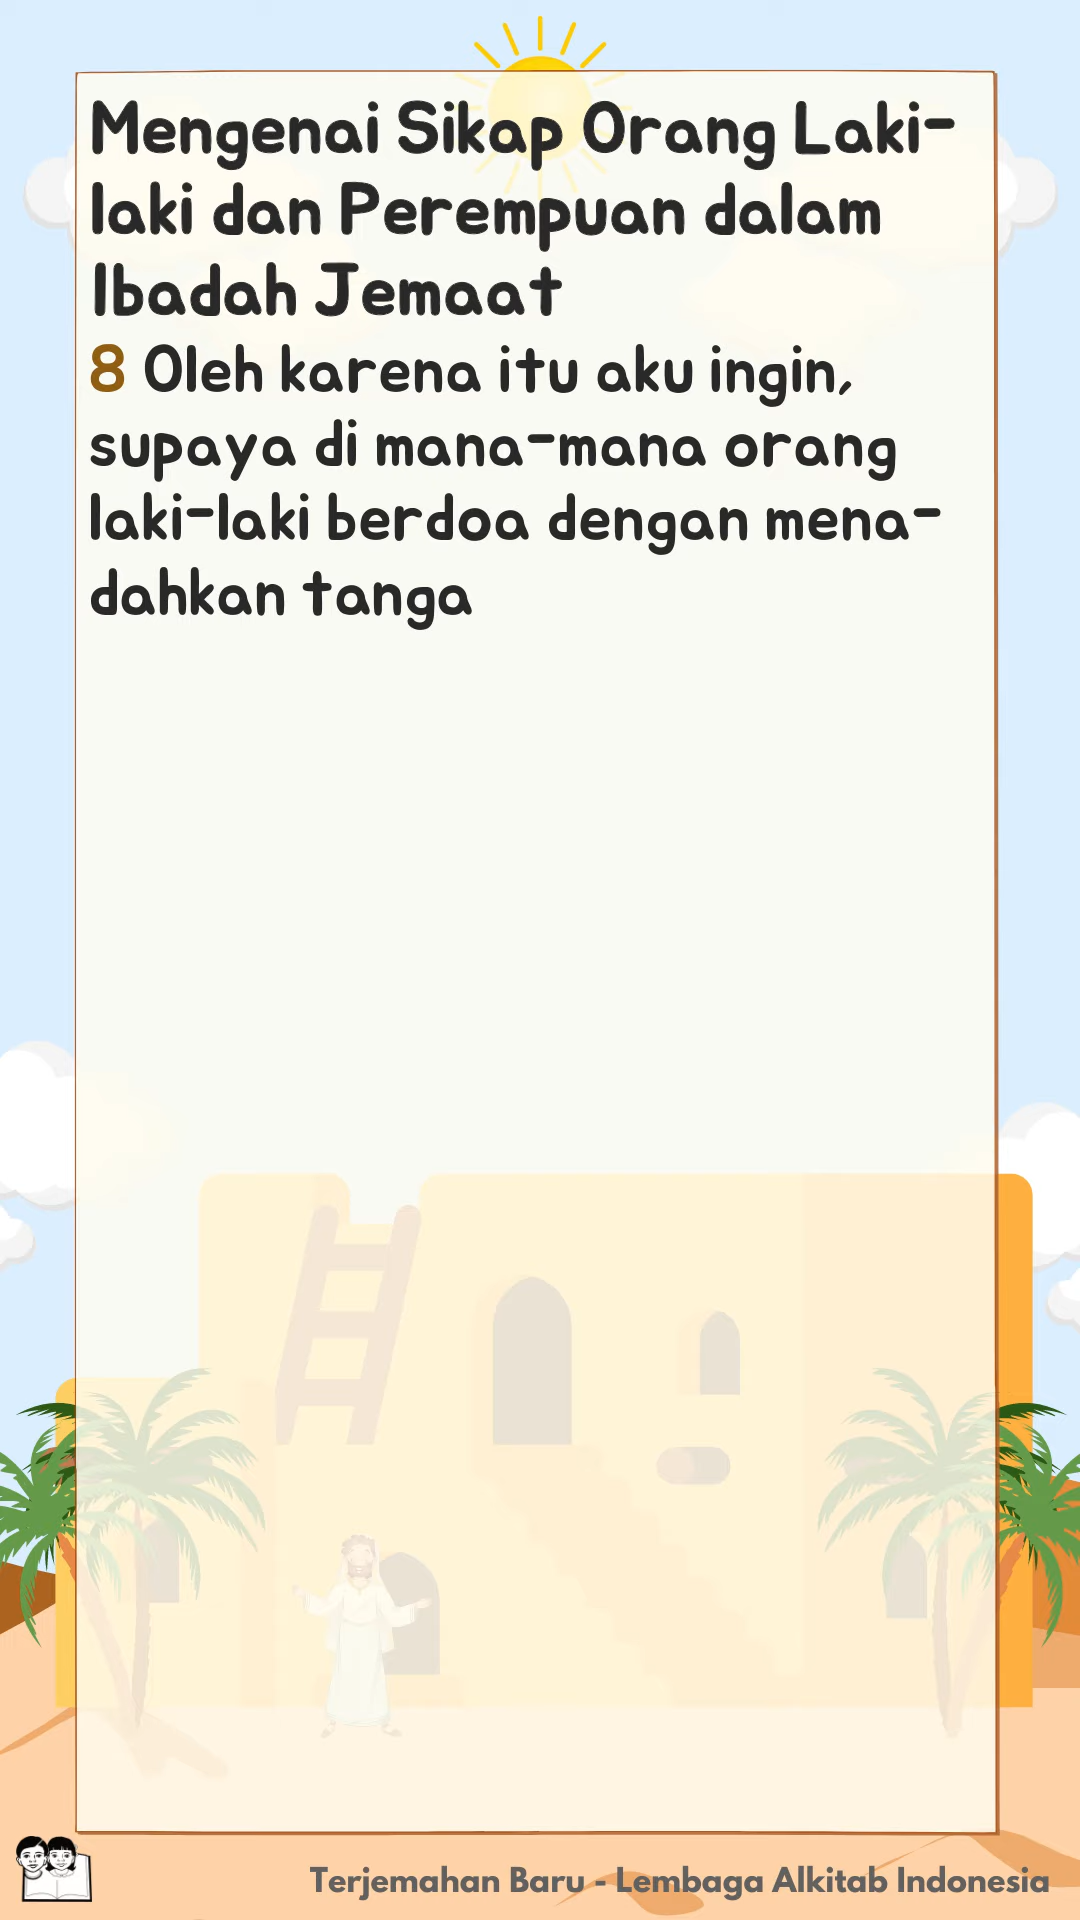 Mengenai Sikap Orang Laki-
laki dan Perempuan dalam
Ibadah Jemaat
8 Oleh karena itu aku ingin,
supaya di mana-mana orang
laki-laki berdoa dengan mena-
dahkan tanga
Terjemahan Baru - Lembaga Alkitab Indonesia